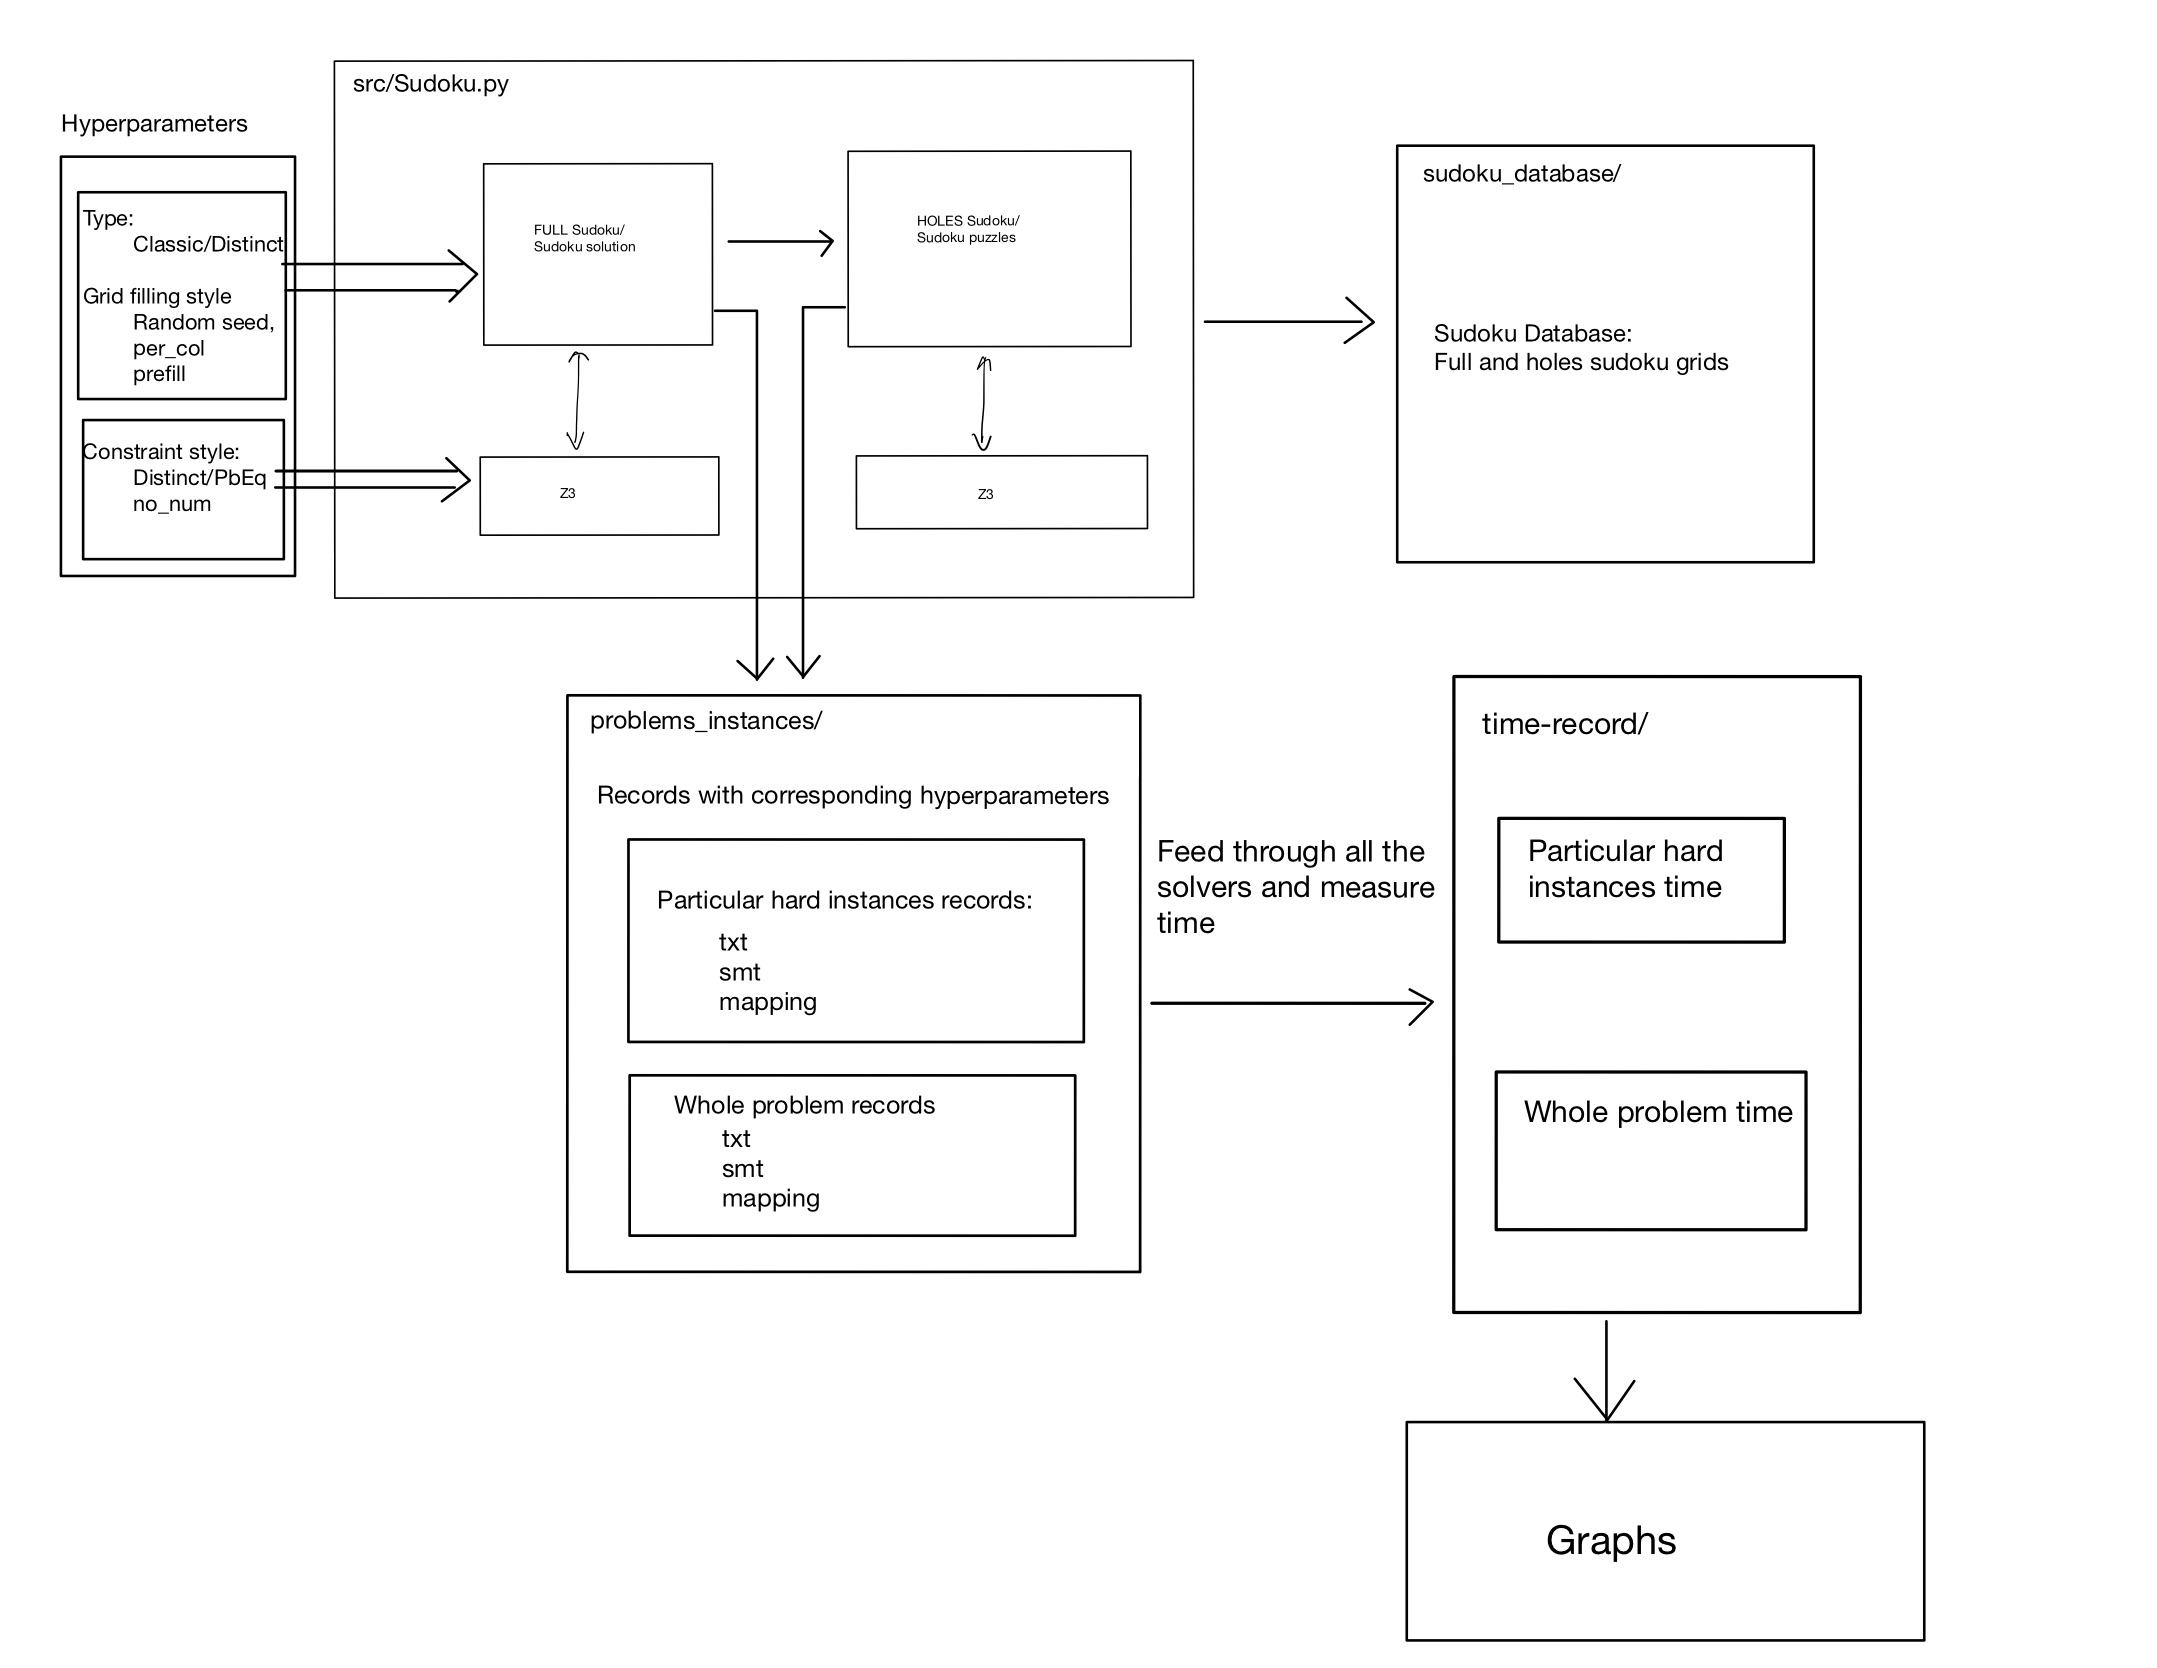 src/Sudoku.py
Hyperparameters
Type:
Classic/Distinct
Grid filling style
Random seed,
per_col
prefill
Constraint style:
Distinct/PbEq
no_num
FULL Sudoku/
Sudoku solution
HOLES Sudoku/
Sudoku puzzles
Z3
Z3
sudoku_database/
Sudoku Database:
Full and holes sudoku grids
problems_instances/
Records with corresponding hyperparameters
Particular hard instances records:
txt
smt
mapping
Whole problem records
txt
smt
mapping
Feed through all the
solvers and measure
time
time-record/
Particular hard
instances time
Whole problem time
Graphs